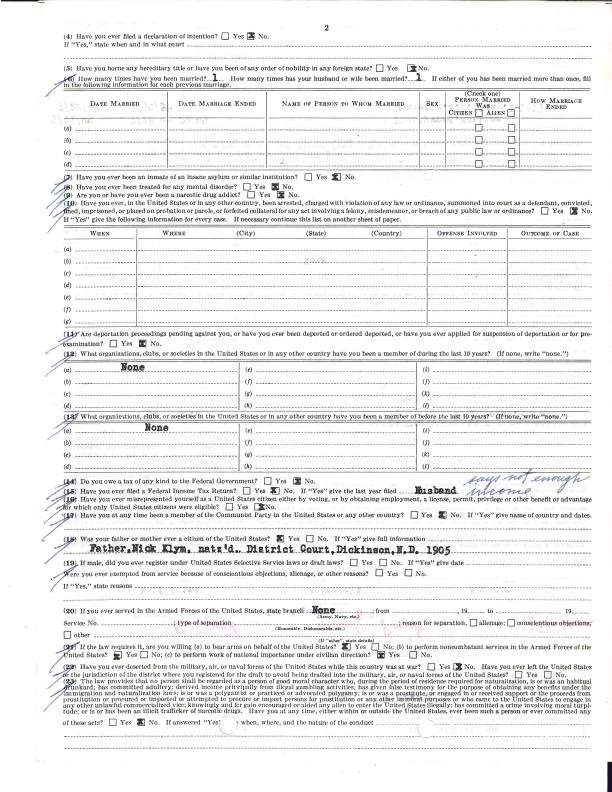 2
(4) Have you ever filed a declaration of intention? ☐ Yes ☒ No.
If "Yes," state when and in what court
(5) Have you borne any hereditary title or have you been of any order of nobility in any foreign state? ☐ Yes ☒ No.
(6) How many times have you been married? 1 How many times has your husband or wife been married? 1 If either of you has been married more than once, fill
in the following information for each previous marriage.
(Check one)
DATE MARRIED DATE MARRIAGE ENDED NAME OF PERSON TO WHOM MARRIED SEX PERSON MARRIED WAS HOW MARRIAGE ENDED
CITIZEN ☐ ALIEN ☐
(a) ☐ ☐
(b) ☐ ☐
(c) ☐ ☐
(d) ☐ ☐
(7) Have you ever been an inmate of an insane asylum or similar institution? ☐ Yes ☒ No.
(8) Have you ever been treated for any mental disorder? ☐ Yes ☒ No.
(9) Are you or have you ever been a narcotic drug addict? ☐ Yes ☒ No.
(10) Have you ever, in the United States or in any other country, been arrested, charged with violation of any law or ordinance, summoned into court as a defendant, convicted,
fined, imprisoned, or placed on probation or parole, or forfeited collateral for any act involving a felony, misdemeanor, or breach of any public law or ordinance? ☐ Yes ☒ No.
If "Yes" give the following information for every case. If necessary continue this list on another sheet of paper.
WHEN WHERE (City) (State) (Country) OFFENSE INVOLVED OUTCOME OF CASE
(a)
(b)
(c)
(d)
(e)
(f)
(g)
(11) Are deportation proceedings pending against you, or have you ever been deported or ordered deported, or have you ever applied for suspension of deportation or for pre-
examination? ☐ Yes ☒ No.
(12) What organizations, clubs, or societies in the United States or in any other country have you been a member of during the last 10 years? (If none, write "none.")
(a) None (e) (i)
(b) (f) (j)
(c) (g) (k)
(d) (h) (l)
(13) What organizations, clubs, or societies in the United States or in any other country have you been a member of before the last 10 years? (If none, write "none.")
(a) None (e) (i)
(b) (f) (j)
(c) (g) (k)
(d) (h) (l)
(14) Do you owe a tax of any kind to the Federal Government? ☐ Yes ☒ No. says not enough
(15) Have you ever filed a Federal Income Tax Return? ☐ Yes ☒ No. If "Yes" give the last year filed Husband income
(16) Have you ever misrepresented yourself as a United States citizen either by voting, or by obtaining employment, a license, permit, privilege or other benefit or advantage
for which only United States citizens were eligible? ☐ Yes ☒ No.
(17) Have you at any time been a member of the Communist Party in the United States or any other country? ☐ Yes ☒ No. If "Yes" give name of country and dates.
(18) Was your father or mother ever a citizen of the United States? ☒ Yes ☐ No. If "Yes" give full information
Father, Nick Klym, natz'd. District Court, Dickinson, N.D. 1905
(19) If male, did you ever register under United States Selective Service laws or draft laws? ☐ Yes ☐ No. If "Yes" give date
Were you ever exempted from service because of conscientious objections, alienage, or other reasons? ☐ Yes ☐ No.
If "Yes," state reasons
(20) If you ever served in the Armed Forces of the United States, state branch None ; from , 19 to , 19
(Army, Navy, etc.)
Service No. ; type of separation ; reason for separation, ☐ alienage; ☐ conscientious objections;
(Honorable, Dishonorable, etc.)
☐ other
(If "other", state details)
(21) If the law requires it, are you willing (a) to bear arms on behalf of the United States? ☒ Yes ☐ No; (b) to perform noncombatant services in the Armed Forces of the
United States? ☒ Yes ☐ No; (c) to perform work of national importance under civilian direction? ☒ Yes ☐ No.
(22) Have you ever deserted from the military, air, or naval forces of the United States while this country was at war? ☐ Yes ☒ No. Have you ever left the United States
or the jurisdiction of the district where you registered for the draft to avoid being drafted into the military, air, or naval forces of the United States? ☐ Yes ☐ No.
(23) The law provides that no person shall be regarded as a person of good moral character who, during the period of residence required for naturalization, is or was an habitual
drunkard; has committed adultery; derived income principally from illegal gambling activities; has given false testimony for the purpose of obtaining any benefits under the
immigration and naturalization laws; is or was a polygamist or practiced or advocated polygamy; is or was a prostitute, or engaged in or received support or the proceeds from
prostitution or procured or attempted to procure or import persons for prostitution or any other immoral purpose or who came to the United States to engage in
any other unlawful commercialized vice; knowingly and for gain encouraged or aided any alien to enter the United States illegally; has committed a crime involving moral turpi-
tude; or is or has been an illicit trafficker of narcotic drugs. Have you at any time, either within or outside the United States, ever been such a person or ever committed any
of these acts? ☐ Yes ☒ No. If answered "Yes" when, where, and the nature of the conduct